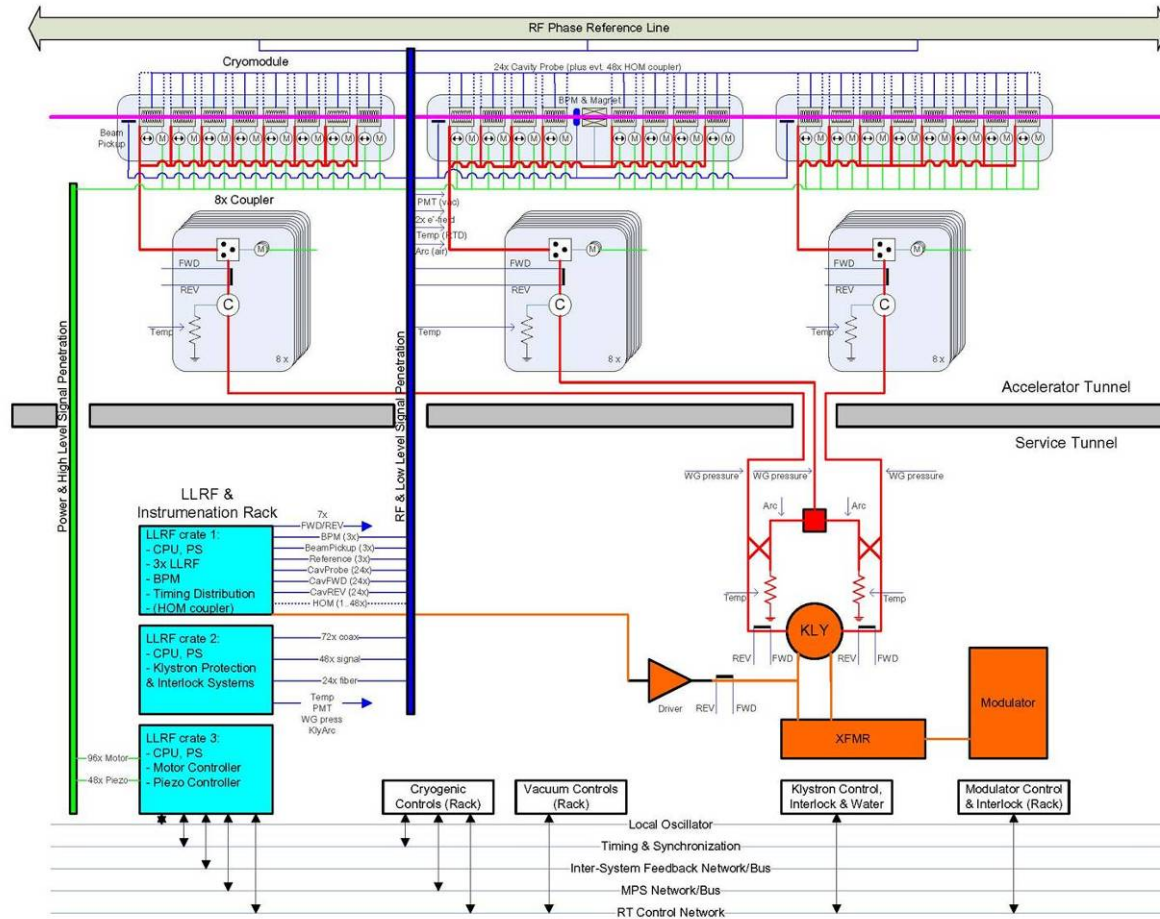 RF Phase Reference Line
Cryomodule
24x Cavity Probe (plus evt. 48x HOM coupler)
BPM & Magnet
Beam
Pickup
M M M M M M M M
M M M M M M M M
M M M M M M M M
8x Coupler
PMT (vac)
2x e⁻-field
Temp (RTD)
Arc (air)
FWD
REV
C
Temp
8 x
FWD
REV
C
Temp
8 x
FWD
REV
C
Temp
8 x
Power & High Level Signal Penetration
RF & Low Level Signal Penetration
Accelerator Tunnel
Service Tunnel
WG pressure
WG pressure
WG pressure
Arc
Arc
Temp
Temp
KLY
REV
FWD
REV
FWD
LLRF &
Instrumenation Rack
LLRF crate 1:
- CPU, PS
- 3x LLRF
- BPM
- Timing Distribution
- (HOM coupler)
7x
FWD/REV
BPM (3x)
BeamPickup (3x)
Reference (3x)
CavProbe (24x)
CavFWD (24x)
CavREV (24x)
HOM (1..48x)
LLRF crate 2:
- CPU, PS
- Klystron Protection
& Interlock Systems
72x coax
48x signal
24x fiber
Temp
PMT
WG press
KlyArc
LLRF crate 3:
- CPU, PS
- Motor Controller
- Piezo Controller
96x Motor
48x Piezo
Driver
REV
FWD
XFMR
Modulator
Cryogenic
Controls (Rack)
Vacuum Controls
(Rack)
Klystron Control,
Interlock & Water
Modulator Control
& Interlock (Rack)
Local Oscillator
Timing & Synchronization
Inter-System Feedback Network/Bus
MPS Network/Bus
RT Control Network